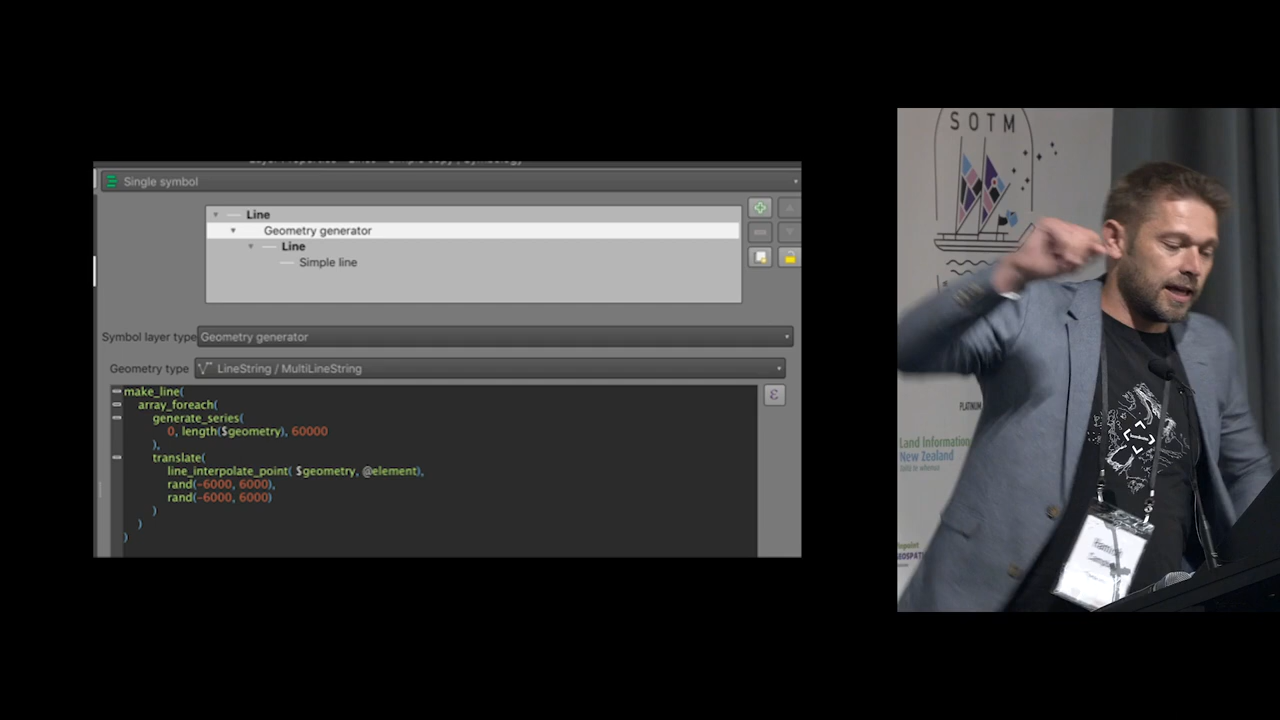 Single symbol
Line
Geometry generator
Line
Simple line
Symbol layer type Geometry generator
Geometry type LineString / MultiLineString
make_line(
array_foreach(
generate_series(
0, length($geometry), 60000
),
translate(
line_interpolate_point( $geometry, @element),
rand(-6000, 6000),
rand(-6000, 6000)
)
)
)
ε
SOTM
PLATINUM
Land Information
New Zealand